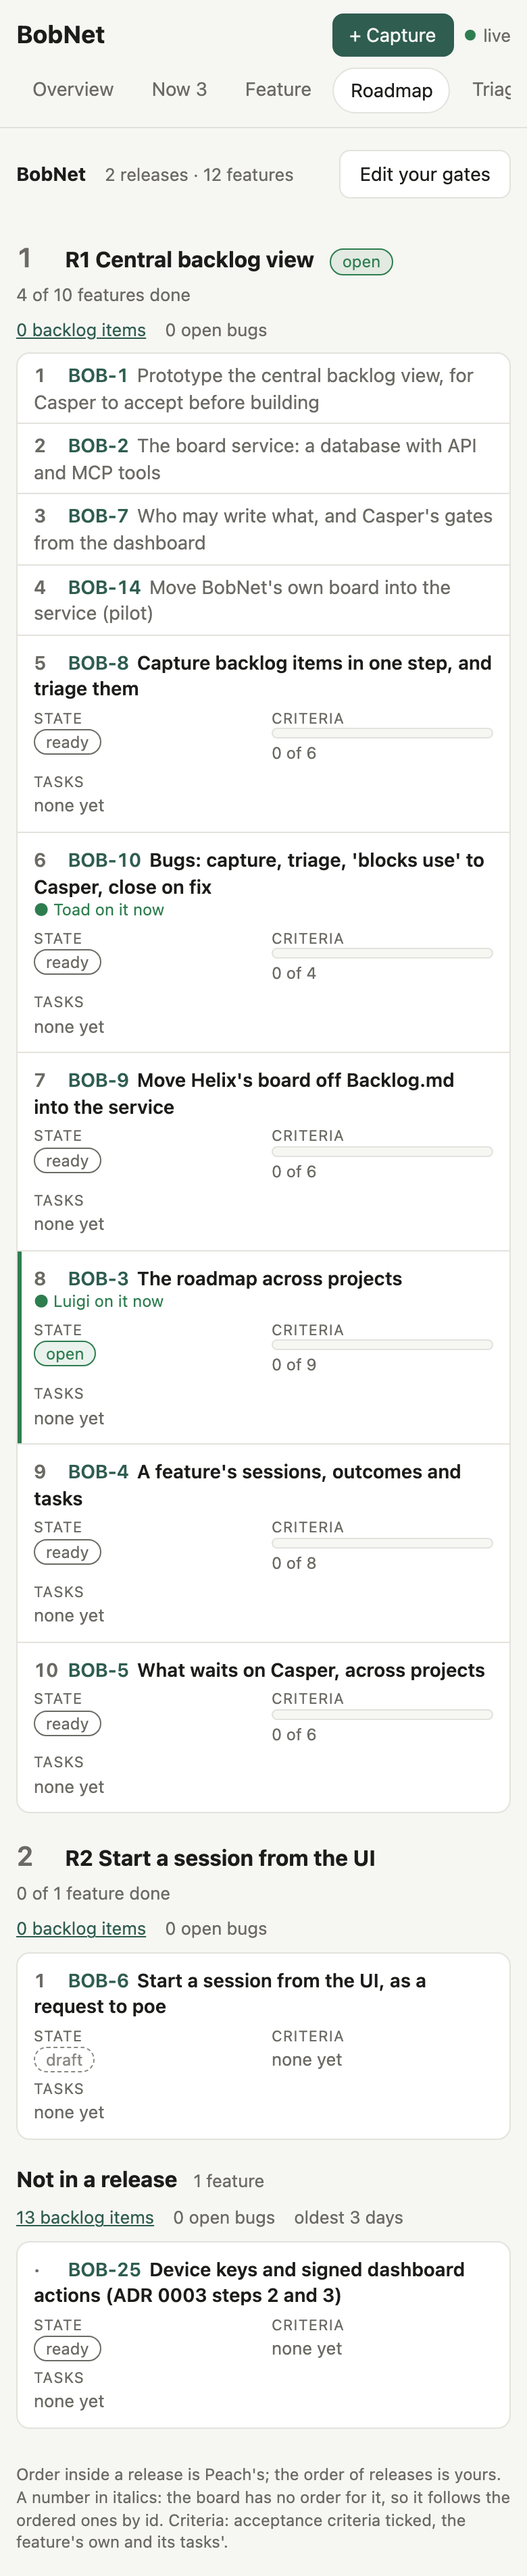 BobNet
+ Capture
live
Overview Now 3 Feature Roadmap Triag
BobNet 2 releases · 12 features
Edit your gates
1 R1 Central backlog view open
4 of 10 features done
0 backlog items 0 open bugs
1 BOB-1 Prototype the central backlog view, for
Casper to accept before building
2 BOB-2 The board service: a database with API
and MCP tools
3 BOB-7 Who may write what, and Casper's gates
from the dashboard
4 BOB-14 Move BobNet's own board into the
service (pilot)
5 BOB-8 Capture backlog items in one step, and
triage them
STATE CRITERIA
ready
0 of 6
TASKS
none yet
6 BOB-10 Bugs: capture, triage, 'blocks use' to
Casper, close on fix
Toad on it now
STATE CRITERIA
ready
0 of 4
TASKS
none yet
7 BOB-9 Move Helix's board off Backlog.md
into the service
STATE CRITERIA
ready
0 of 6
TASKS
none yet
8 BOB-3 The roadmap across projects
Luigi on it now
STATE CRITERIA
open
0 of 9
TASKS
none yet
9 BOB-4 A feature's sessions, outcomes and
tasks
STATE CRITERIA
ready
0 of 8
TASKS
none yet
10 BOB-5 What waits on Casper, across projects
STATE CRITERIA
ready
0 of 6
TASKS
none yet
2 R2 Start a session from the UI
0 of 1 feature done
0 backlog items 0 open bugs
1 BOB-6 Start a session from the UI, as a
request to poe
STATE CRITERIA
draft none yet
TASKS
none yet
Not in a release 1 feature
13 backlog items 0 open bugs oldest 3 days
· BOB-25 Device keys and signed dashboard
actions (ADR 0003 steps 2 and 3)
STATE CRITERIA
ready none yet
TASKS
none yet
Order inside a release is Peach's; the order of releases is yours.
A number in italics: the board has no order for it, so it follows the
ordered ones by id. Criteria: acceptance criteria ticked, the
feature's own and its tasks'.